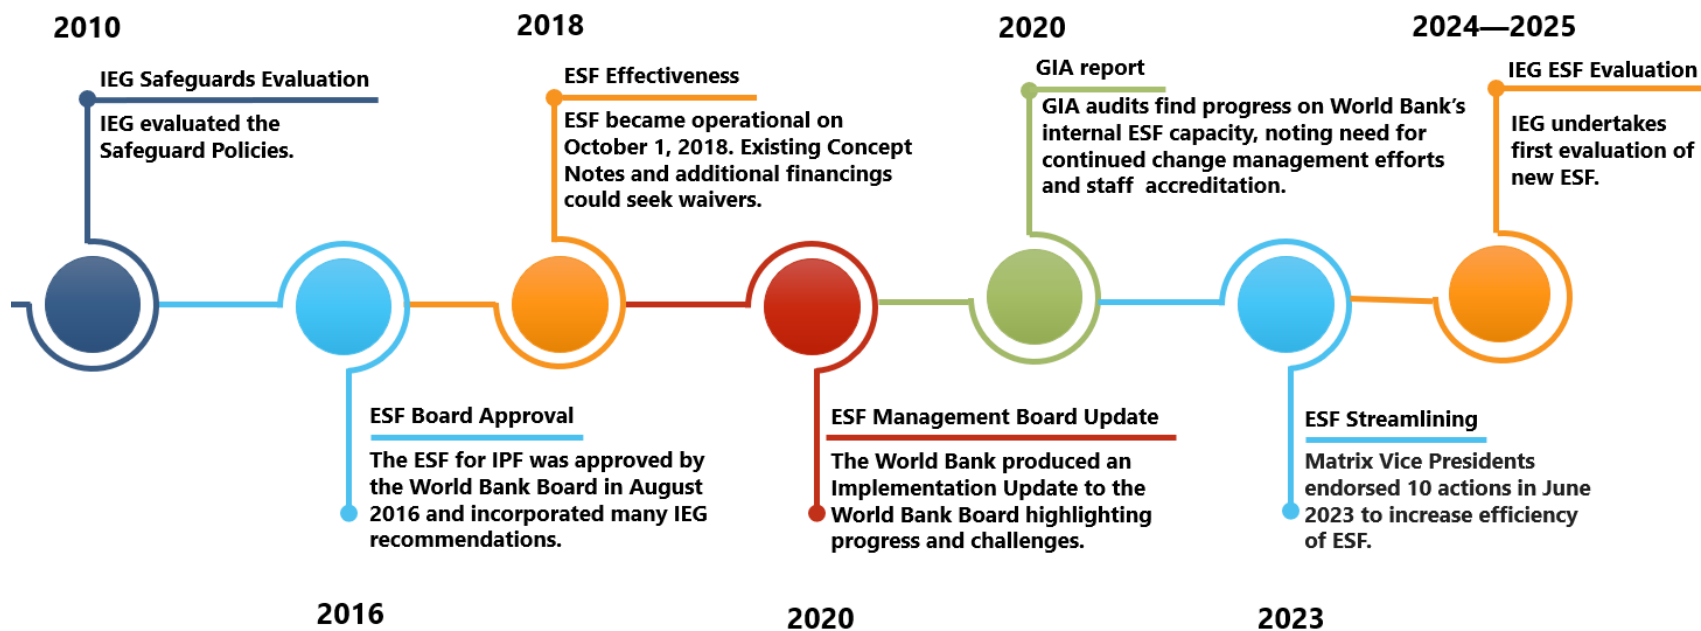 2010
IEG Safeguards Evaluation
IEG evaluated the
Safeguard Policies.
2018
ESF Effectiveness
ESF became operational on
October 1, 2018. Existing Concept
Notes and additional financings
could seek waivers.
2020
GIA report
GIA audits find progress on World Bank’s
internal ESF capacity, noting need for
continued change management efforts
and staff accreditation.
2024—2025
IEG ESF Evaluation
IEG undertakes
first evaluation of
new ESF.
ESF Board Approval
The ESF for IPF was approved by
the World Bank Board in August
2016 and incorporated many IEG
recommendations.
2016
ESF Management Board Update
The World Bank produced an
Implementation Update to the
World Bank Board highlighting
progress and challenges.
2020
ESF Streamlining
Matrix Vice Presidents
endorsed 10 actions in June
2023 to increase efficiency
of ESF.
2023